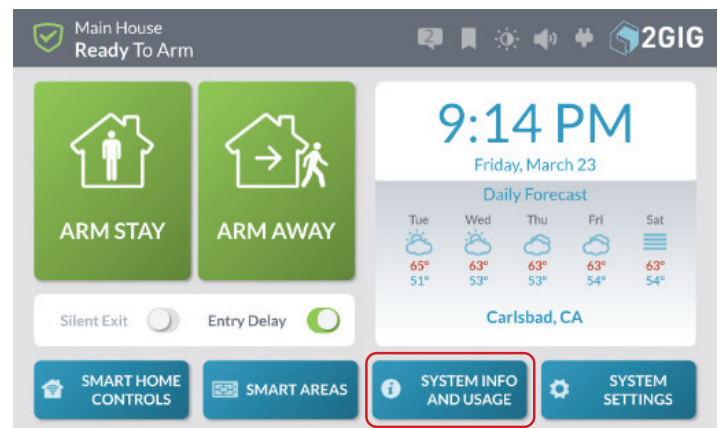 Main House
Ready To Arm
2
2GIG
ARM STAY
ARM AWAY
9:14 PM
Friday, March 23
Daily Forecast
Tue Wed Thu Fri Sat
65° 63° 63° 63° 63°
51° 53° 53° 54° 54°
Carlsbad, CA
Silent Exit
Entry Delay
SMART HOME
CONTROLS
SMART AREAS
SYSTEM INFO
AND USAGE
SYSTEM
SETTINGS